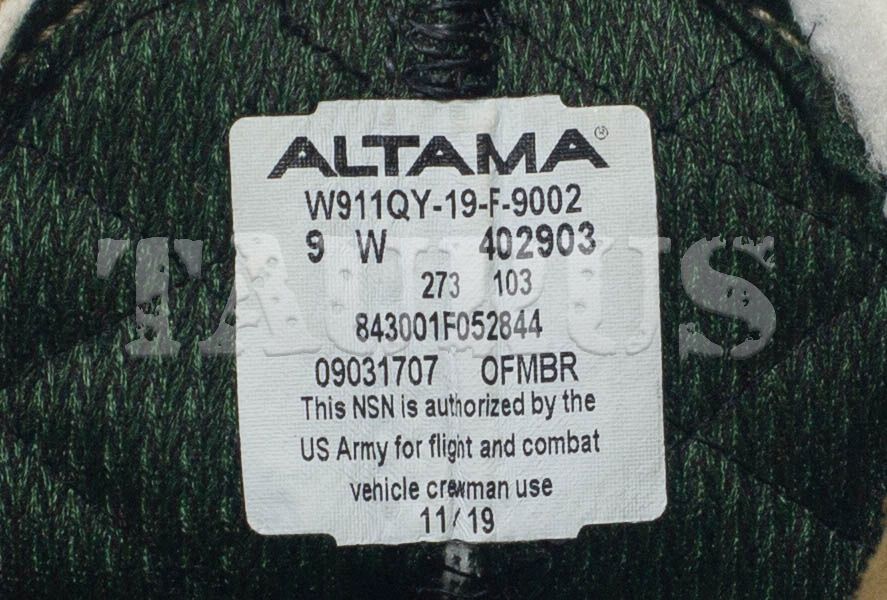 ALTAMA®
W911QY-19-F-9002
9 W 402903
273 103
843001F052844
09031707 OFMBR
This NSN is authorized by the
US Army for flight and combat
vehicle crewman use
11/19
TAURUS